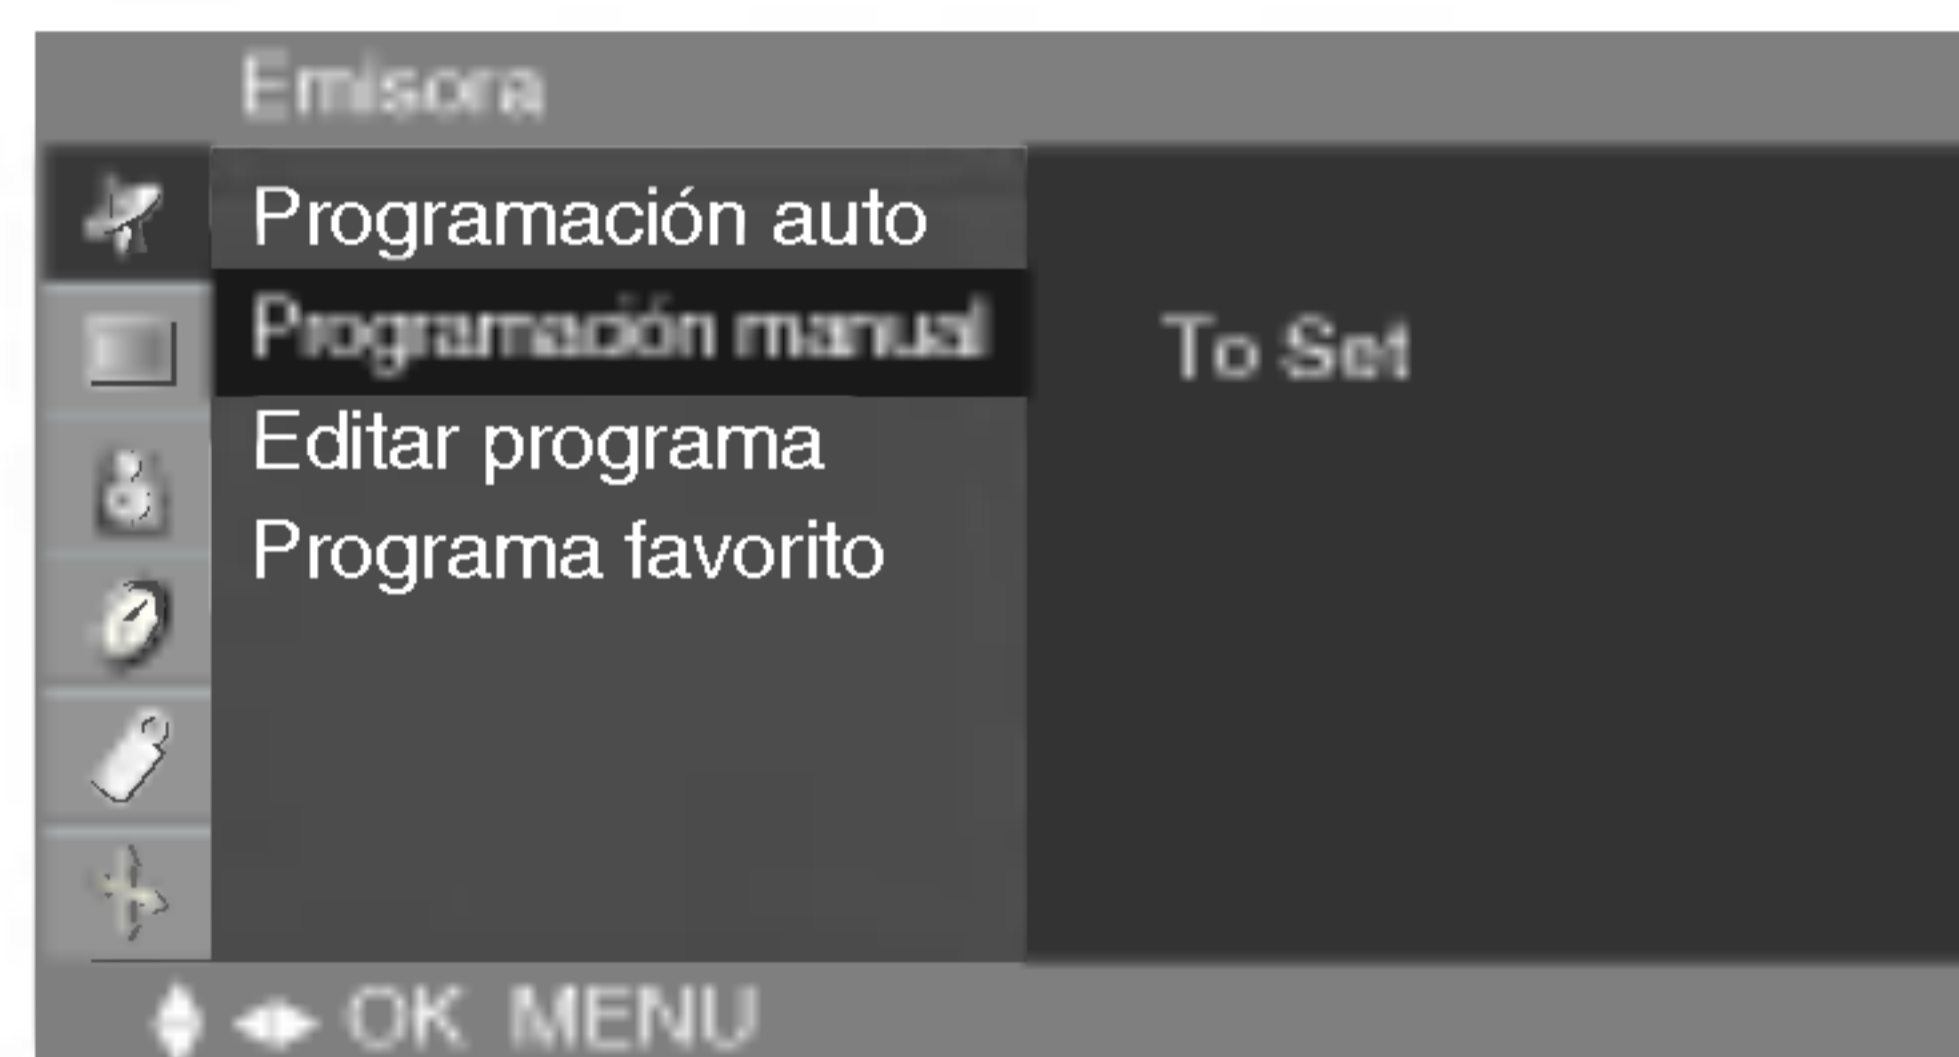 Emisora
Programación auto
Programación manual
To Set
Editar programa
Programa favorito
OK MENU